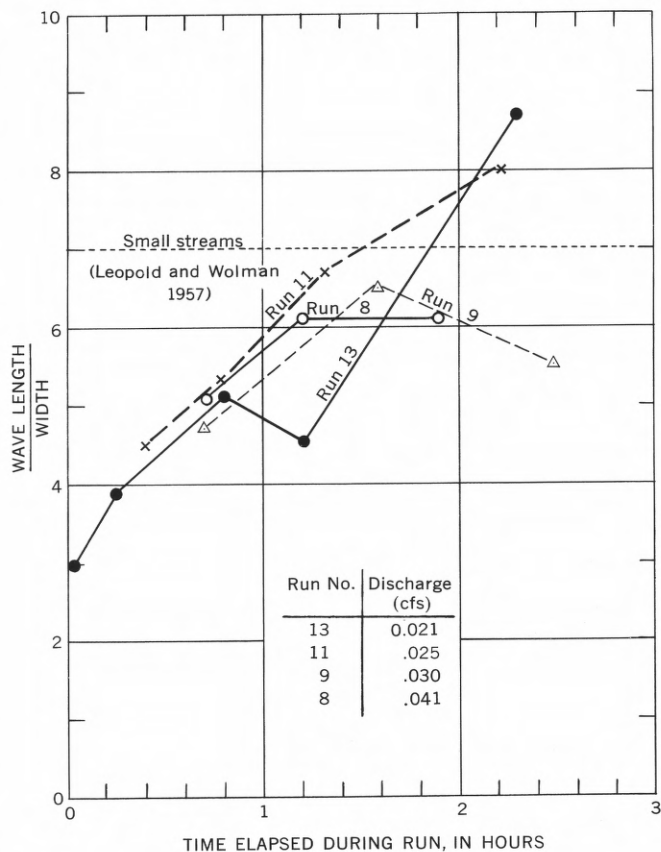 10
8
6
4
2
0
WAVE LENGTH
WIDTH
Small streams
(Leopold and Wolman
1957)
Run 11
Run 8
Run 9
Run 13
Run No. Discharge
(cfs)
13 0.021
11 .025
9 .030
8 .041
0 1 2 3
TIME ELAPSED DURING RUN, IN HOURS